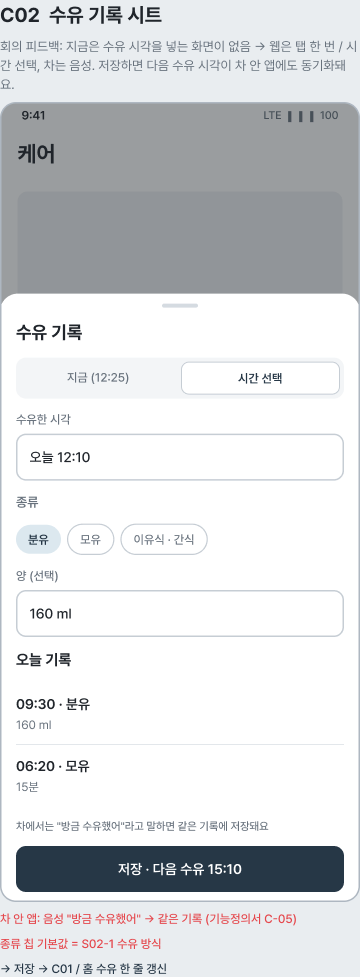 C02 수유 기록 시트
회의 피드백: 지금은 수유 시각을 넣는 화면이 없음 → 웹은 탭 한 번 / 시
간 선택, 차는 음성. 저장하면 다음 수유 시각이 차 안 앱에도 동기화돼
요.
9:41
LTE ▌▌▌ 100
케어
수유 기록
지금 (12:25)
시간 선택
수유한 시각
오늘 12:10
종류
분유
모유
이유식 · 간식
양 (선택)
160 ml
오늘 기록
09:30 · 분유
160 ml
06:20 · 모유
15분
차에서는 "방금 수유했어"라고 말하면 같은 기록에 저장돼요
저장 · 다음 수유 15:10
차 안 앱: 음성 "방금 수유했어" → 같은 기록 (기능정의서 C-05)
종류 칩 기본값 = S02-1 수유 방식
→ 저장 → C01 / 홈 수유 한 줄 갱신